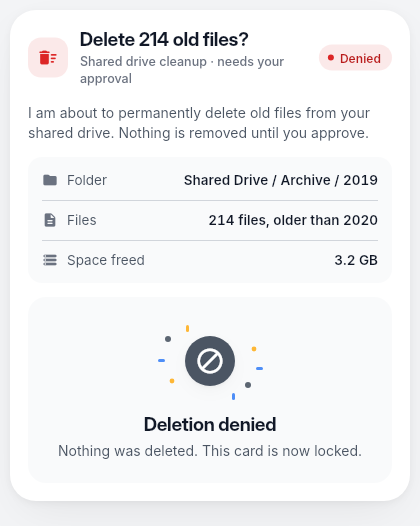 Delete 214 old files?
Shared drive cleanup · needs your
approval
Denied
I am about to permanently delete old files from your
shared drive. Nothing is removed until you approve.
Folder Shared Drive / Archive / 2019
Files 214 files, older than 2020
Space freed 3.2 GB
Deletion denied
Nothing was deleted. This card is now locked.